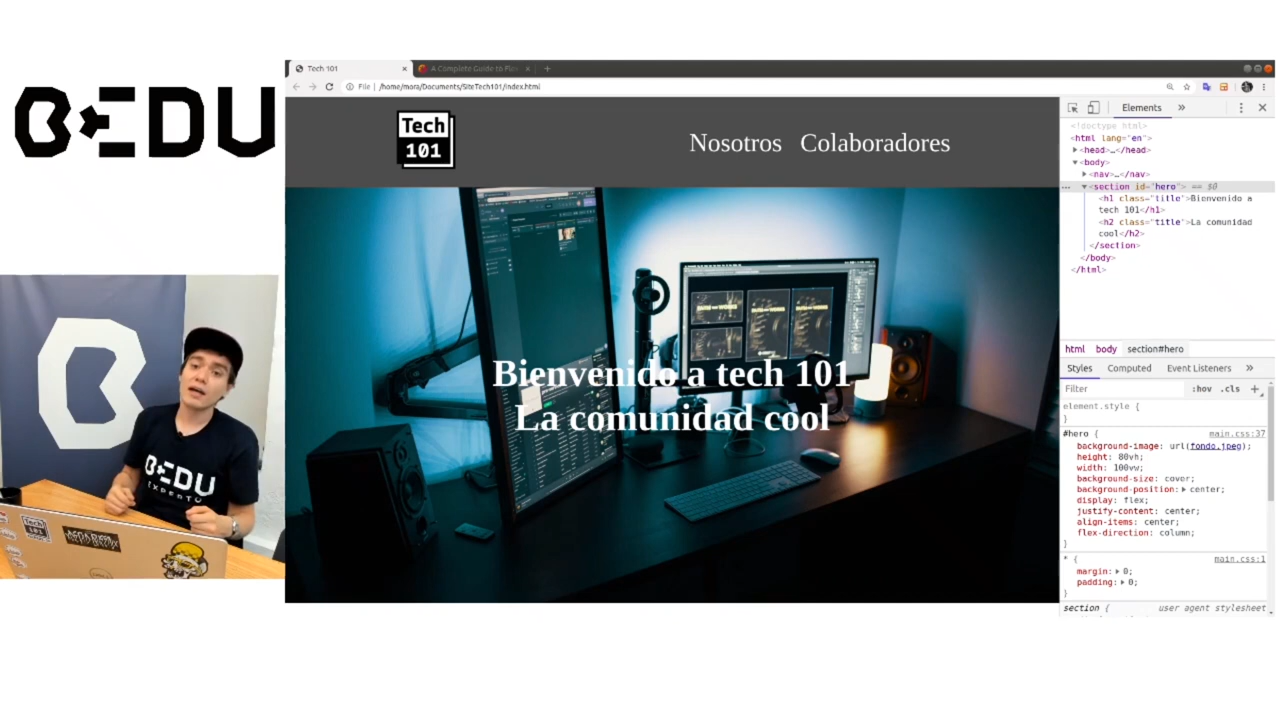 BEDU
Tech 101
A Complete Guide to Fle
File | /home/mora/Documents/SiteTech101/index.html
Tech
101
Nosotros Colaboradores
Bienvenido a tech 101
La comunidad cool
Elements
<!doctype html>
<html lang="en">
<head>…</head>
<body>
<nav>…</nav>
<section id="hero"> == $0
<h1 class="title">Bienvenido a
tech 101</h1>
<h2 class="title">La comunidad
cool</h2>
</section>
</body>
</html>
html body section#hero
Styles Computed Event Listeners
Filter :hov .cls
element.style {
}
#hero { main.css:37
background-image: url(fondo.jpeg);
height: 80vh;
width: 100vw;
background-size: cover;
background-position: center;
display: flex;
justify-content: center;
align-items: center;
flex-direction: column;
}
* { main.css:1
margin: 0;
padding: 0;
}
section { user agent stylesheet
BEDU
EXPERTO
Tech
101